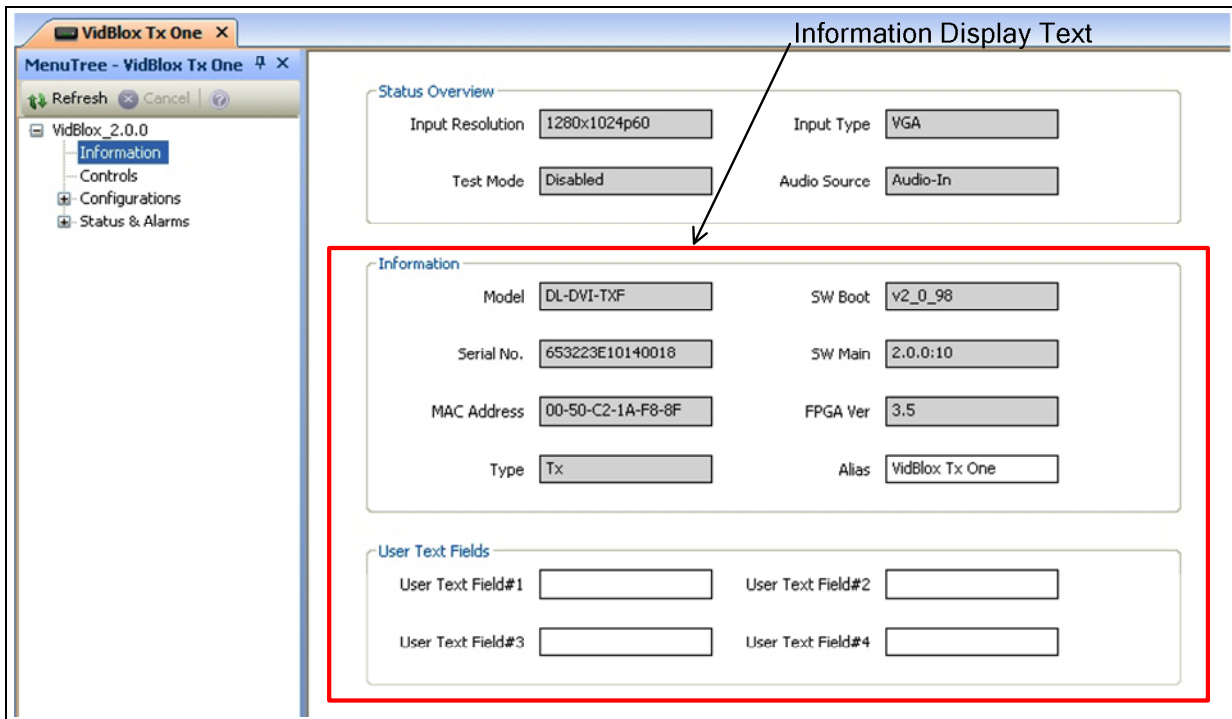 VidBlox Tx One X
Information Display Text
MenuTree - VidBlox Tx One
Refresh Cancel
VidBlox_2.0.0
Information
Controls
Configurations
Status & Alarms
Status Overview
Input Resolution 1280x1024p60 Input Type VGA
Test Mode Disabled Audio Source Audio-In
Information
Model DL-DVI-TXF SW Boot v2_0_98
Serial No. 653223E10140018 SW Main 2.0.0:10
MAC Address 00-50-C2-1A-F8-8F FPGA Ver 3.5
Type Tx Alias VidBlox Tx One
User Text Fields
User Text Field#1 User Text Field#2
User Text Field#3 User Text Field#4